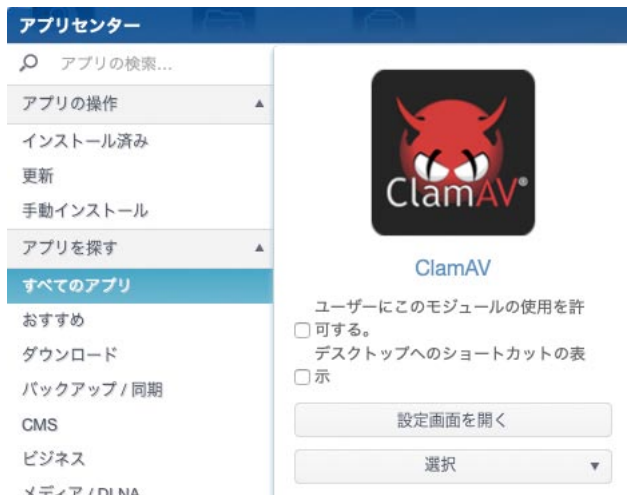 アプリセンター
アプリの検索...
アプリの操作
インストール済み
更新
手動インストール
アプリを探す
すべてのアプリ
おすすめ
ダウンロード
バックアップ / 同期
CMS
ビジネス
メディア / DLNA
ClamAV®
ClamAV
ユーザーにこのモジュールの使用を許
可する。
デスクトップへのショートカットの表
示
設定画面を開く
選択